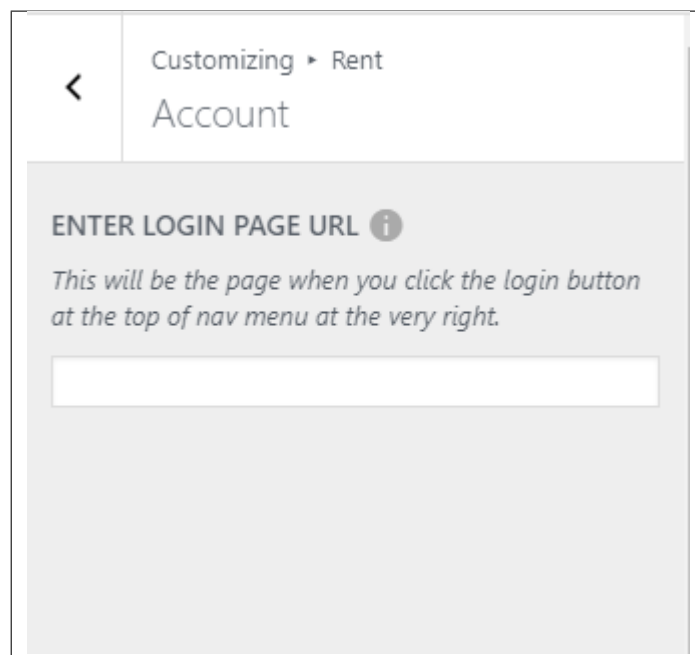 Customizing ▸ Rent
Account
ENTER LOGIN PAGE URL
This will be the page when you click the login button
at the top of nav menu at the very right.